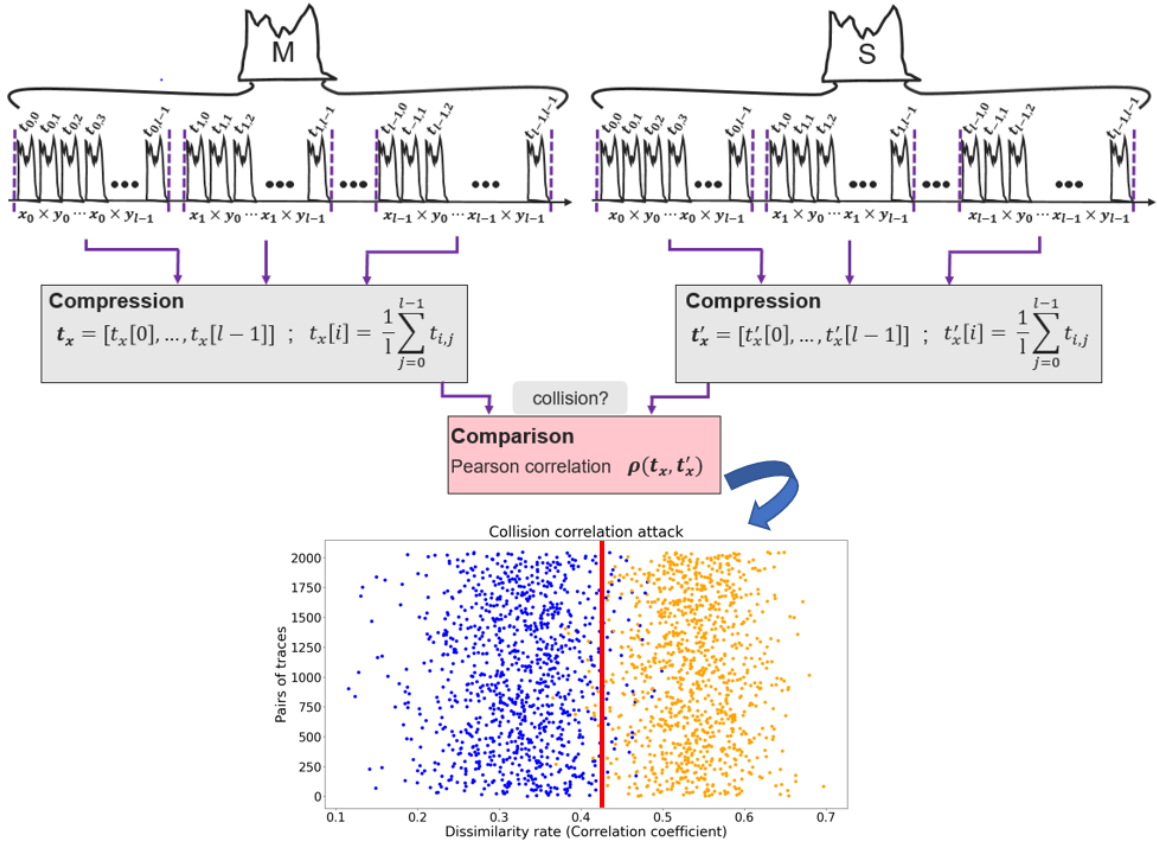 M
S
t0,0 t0,1 t0,2 t0,3 t0,l−1 t1,0 t1,1 t1,2 t1,l−1 tl−1,0 t−1,1 tl−1,2
t0,0 t0,1 t0,2 t0,3 t0,l−1 t1,0 t1,1 t1,2 t1,l−1 tl−1,0 t−1,1 tl−1,2 tl−1,l−1
x0 × y0 ⋯ x0 × yl−1 x1 × y0 ⋯ x1 × yl−1 xl−1 × y0 ⋯ xl−1 × yl−1
x0 × y0 ⋯ x0 × yl−1 x1 × y0 ⋯ x1 × yl−1 xl−1 × y0 ⋯ xl−1 × yl−1
Compression
tx = [tx[0], …, tx[l − 1]] ; tx[i] = 1/l ∑j=0l−1 ti,j
Compression
t′x = [t′x[0], …, t′x[l − 1]] ; t′x[i] = 1/l ∑j=0l−1 ti,j
collision?
Comparison
Pearson correlation ρ(tx, t′x)
Collision correlation attack
Pairs of traces
2000
1750
1500
1250
1000
750
500
250
0
0.1 0.2 0.3 0.4 0.5 0.6 0.7
Dissimilarity rate (Correlation coefficient)